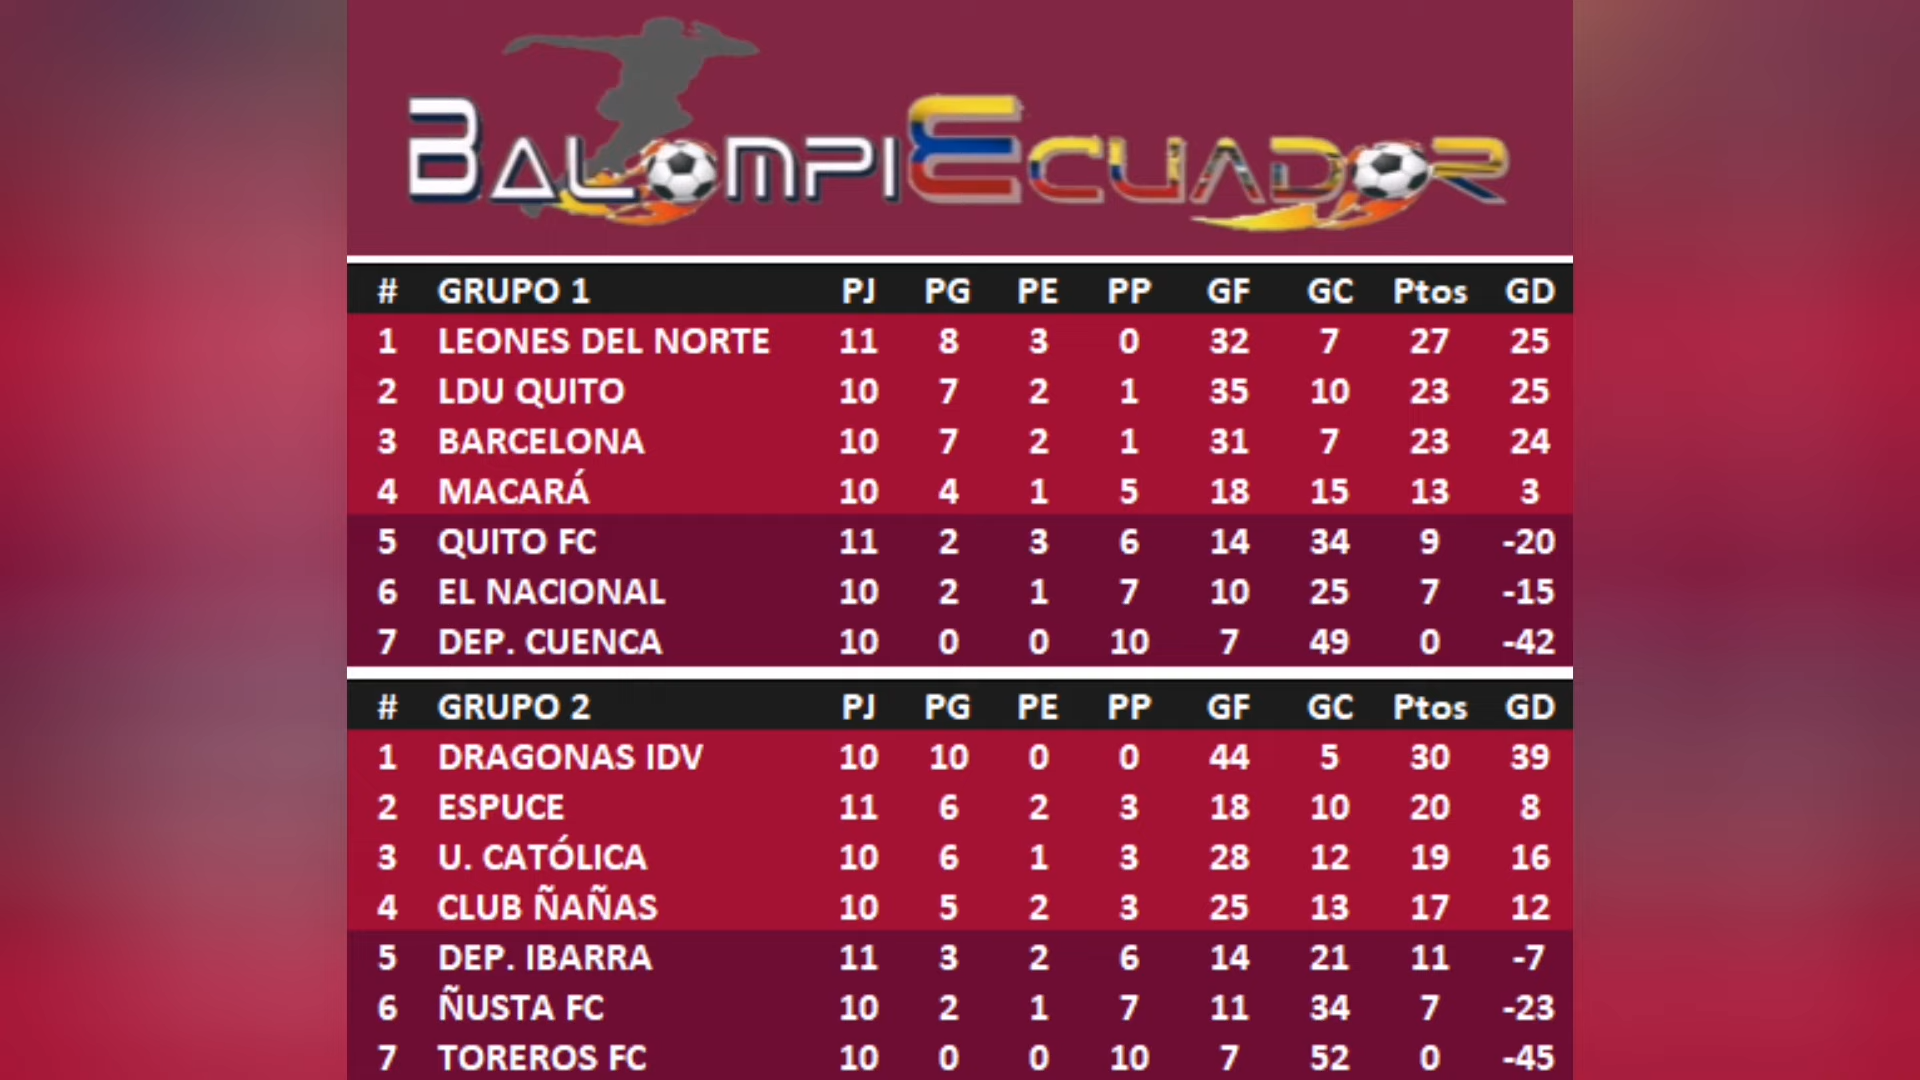 BALOMPIECUADOR
# GRUPO 1 PJ PG PE PP GF GC Ptos GD
1 LEONES DEL NORTE 11 8 3 0 32 7 27 25
2 LDU QUITO 10 7 2 1 35 10 23 25
3 BARCELONA 10 7 2 1 31 7 23 24
4 MACARÁ 10 4 1 5 18 15 13 3
5 QUITO FC 11 2 3 6 14 34 9 -20
6 EL NACIONAL 10 2 1 7 10 25 7 -15
7 DEP. CUENCA 10 0 0 10 7 49 0 -42
# GRUPO 2 PJ PG PE PP GF GC Ptos GD
1 DRAGONAS IDV 10 10 0 0 44 5 30 39
2 ESPUCE 11 6 2 3 18 10 20 8
3 U. CATÓLICA 10 6 1 3 28 12 19 16
4 CLUB ÑAÑAS 10 5 2 3 25 13 17 12
5 DEP. IBARRA 11 3 2 6 14 21 11 -7
6 ÑUSTA FC 10 2 1 7 11 34 7 -23
7 TOREROS FC 10 0 0 10 7 52 0 -45